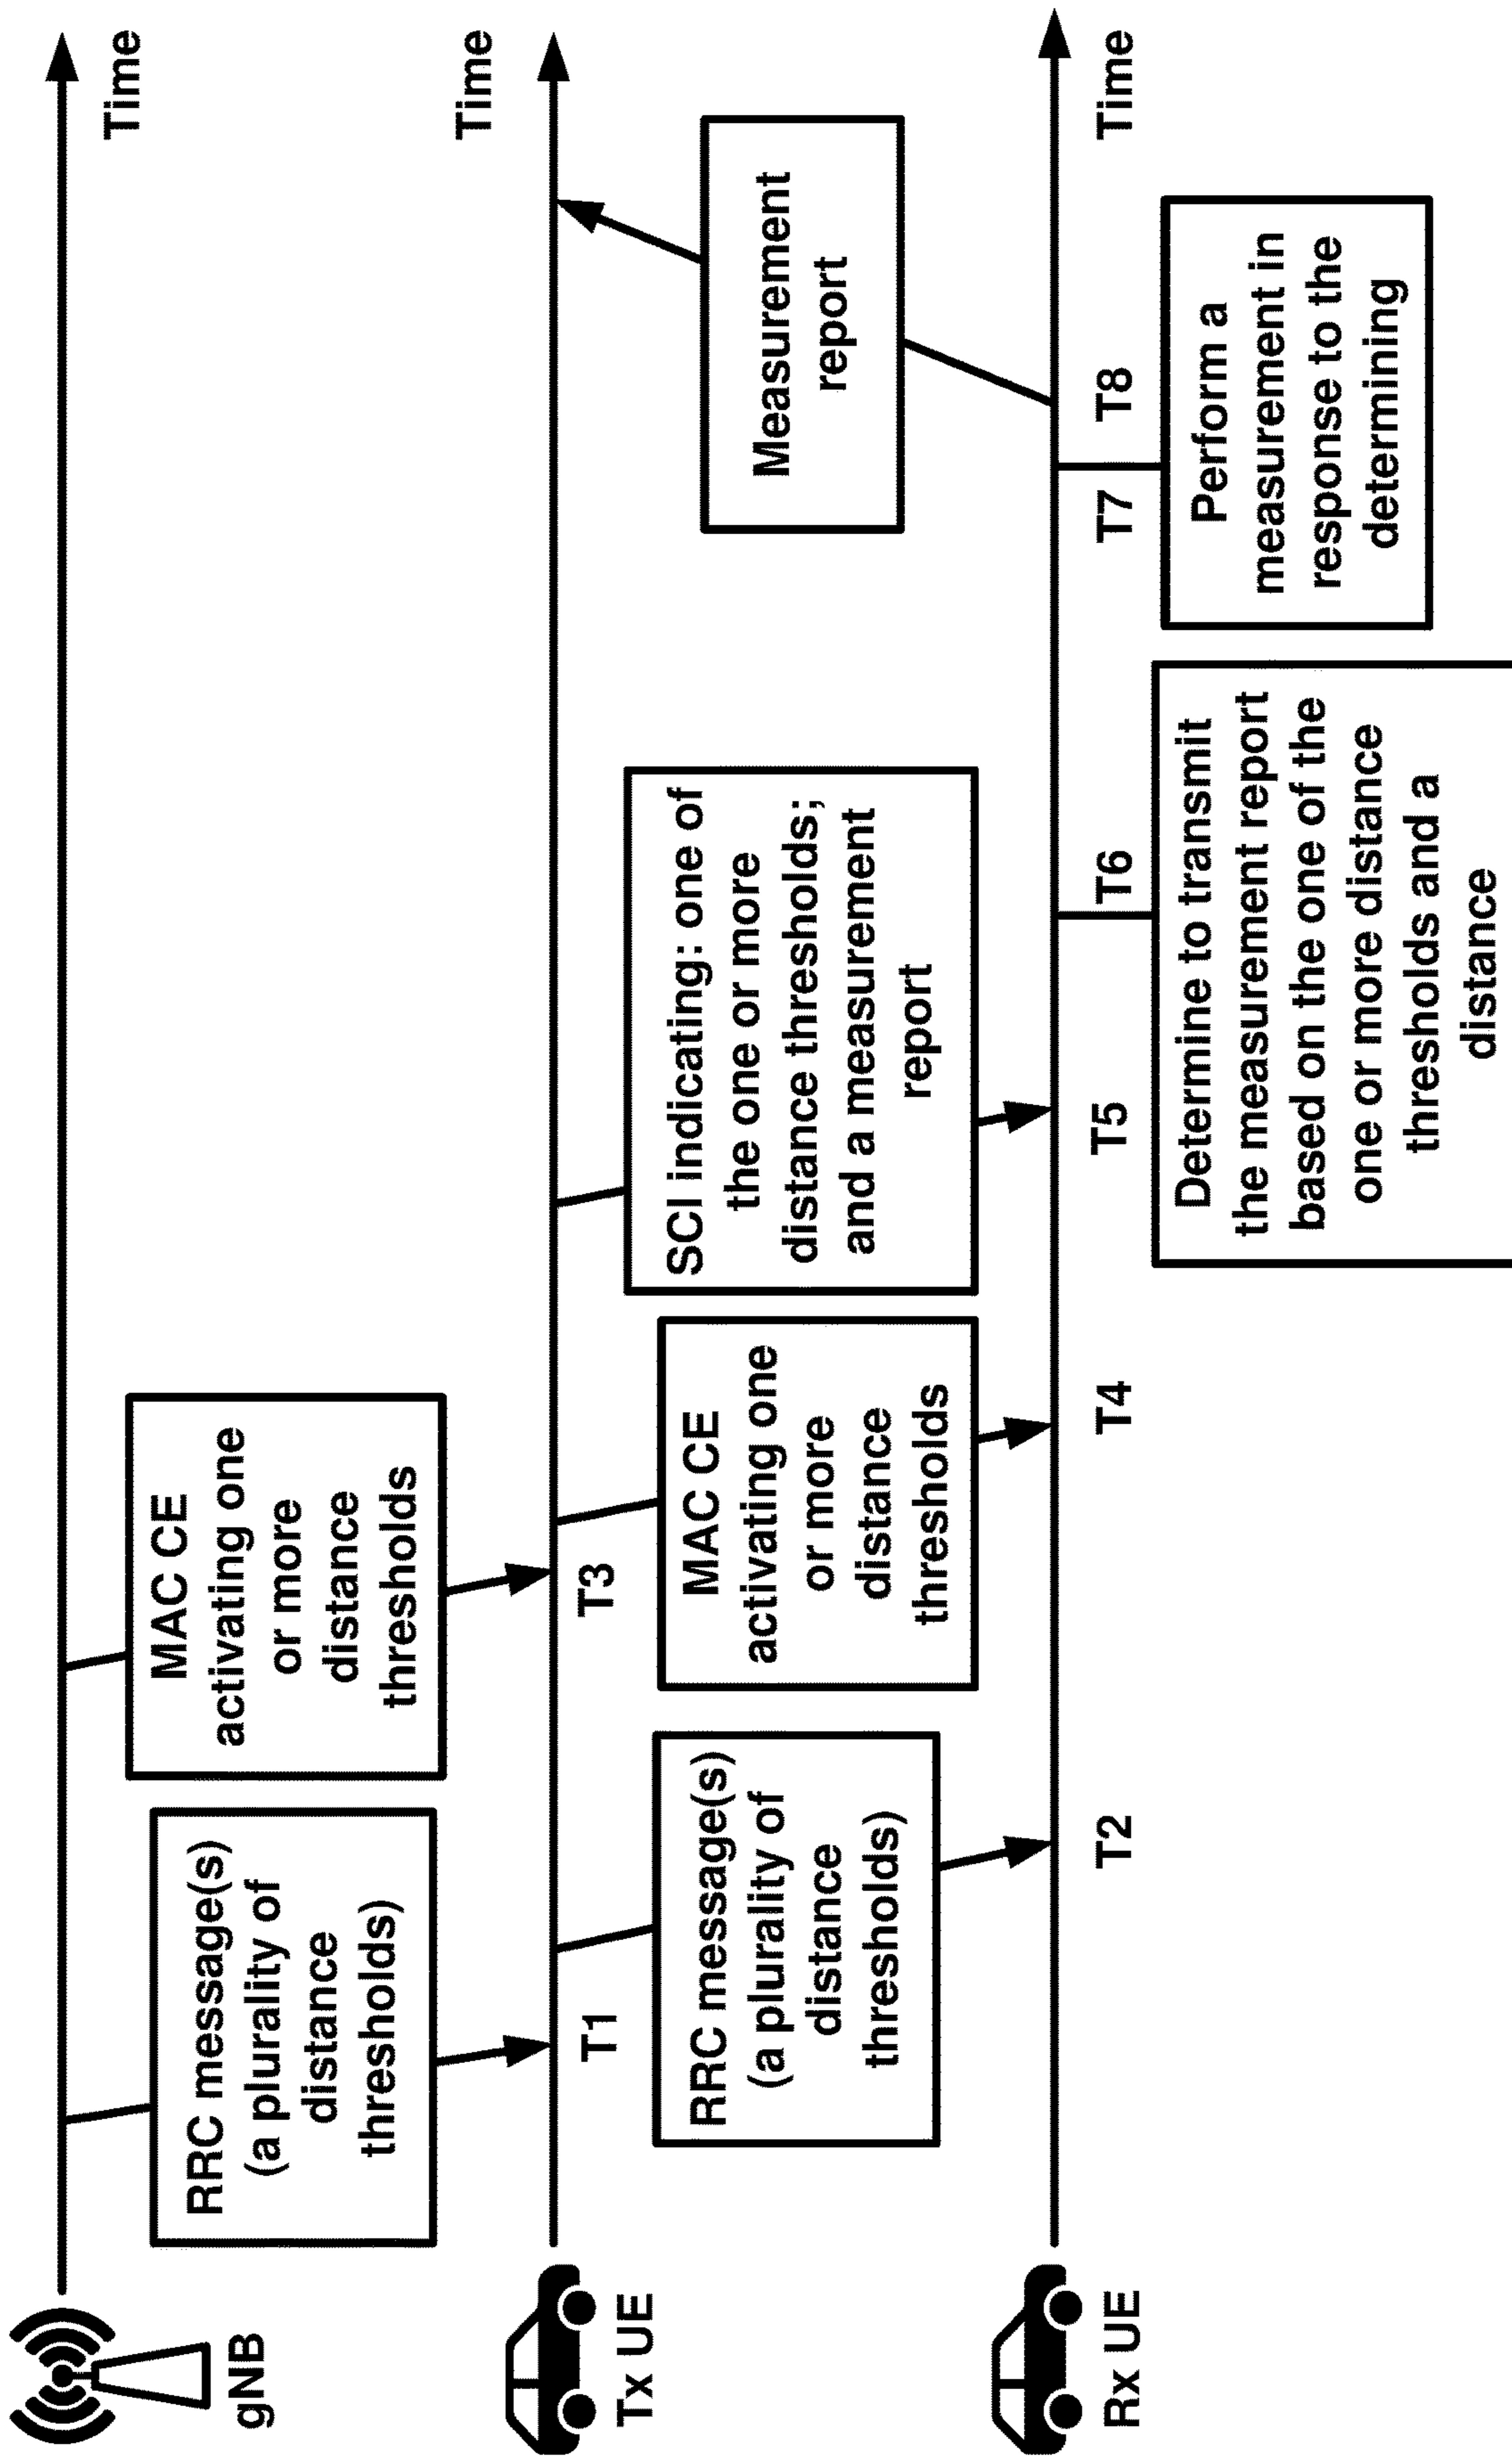 gNB
Time
RRC message(s)
(a plurality of
distance
thresholds)
MAC CE
activating one
or more
distance
thresholds
Tx UE
Time
T1
T3
RRC message(s)
(a plurality of
distance
thresholds)
MAC CE
activating one
or more
distance
thresholds
SCI indicating: one of
the one or more
distance thresholds;
and a measurement
report
Measurement
report
Rx UE
Time
T2
T4
T5
T6
T7
T8
Determine to transmit
the measurement report
based on the one of the
one or more distance
thresholds and a
distance
Perform a
measurement in
response to the
determining